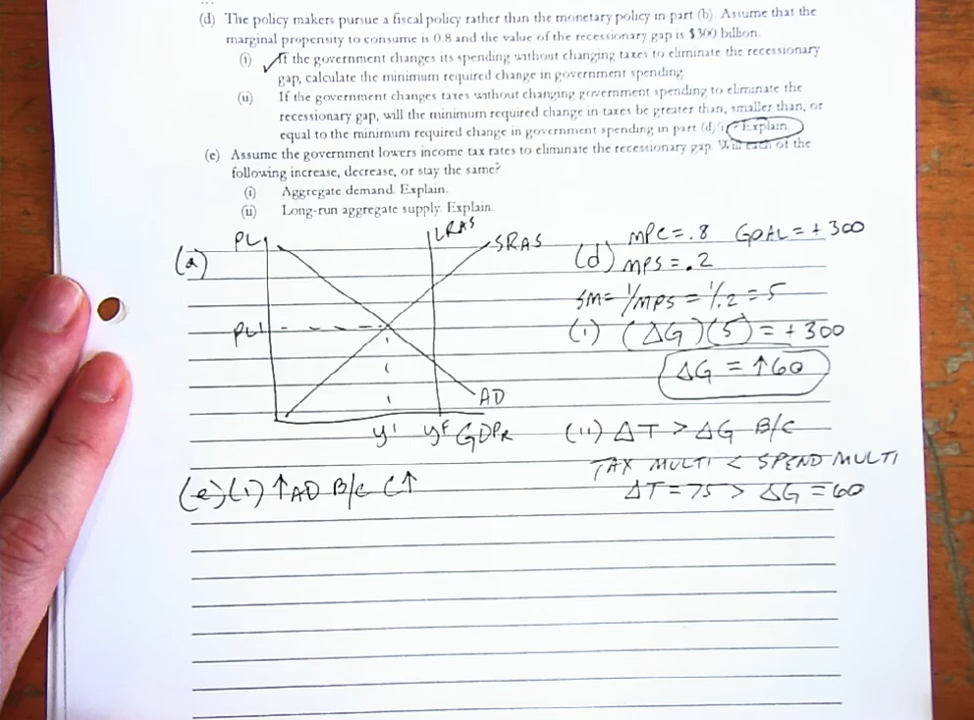 (d) The policy makers pursue a fiscal policy rather than the monetary policy in part (b). Assume that the
marginal propensity to consume is 0.8 and the value of the recessionary gap is $300 billion.
(i) If the government changes its spending without changing taxes to eliminate the recessionary
gap, calculate the minimum required change in government spending.
(ii) If the government changes taxes without changing government spending to eliminate the
recessionary gap, will the minimum required change in taxes be greater than, smaller than, or
equal to the minimum required change in government spending in part (d)(i)? Explain.
(e) Assume the government lowers income tax rates to eliminate the recessionary gap. Will each of the
following increase, decrease, or stay the same?
(i) Aggregate demand. Explain.
(ii) Long-run aggregate supply. Explain.
(a)
PL
LRAS
SRAS
PL1
AD
Y1 YF GDPR
(d) MPC = .8 GOAL = +300
MPS = .2
SM = 1/MPS = 1/.2 = 5
(i) (ΔG)(5) = +300
ΔG = ↑60
(ii) ΔT > ΔG B/C
TAX MULTI < SPEND MULTI
ΔT = 75 > ΔG = 60
(e)(i) ↑AD B/C C↑